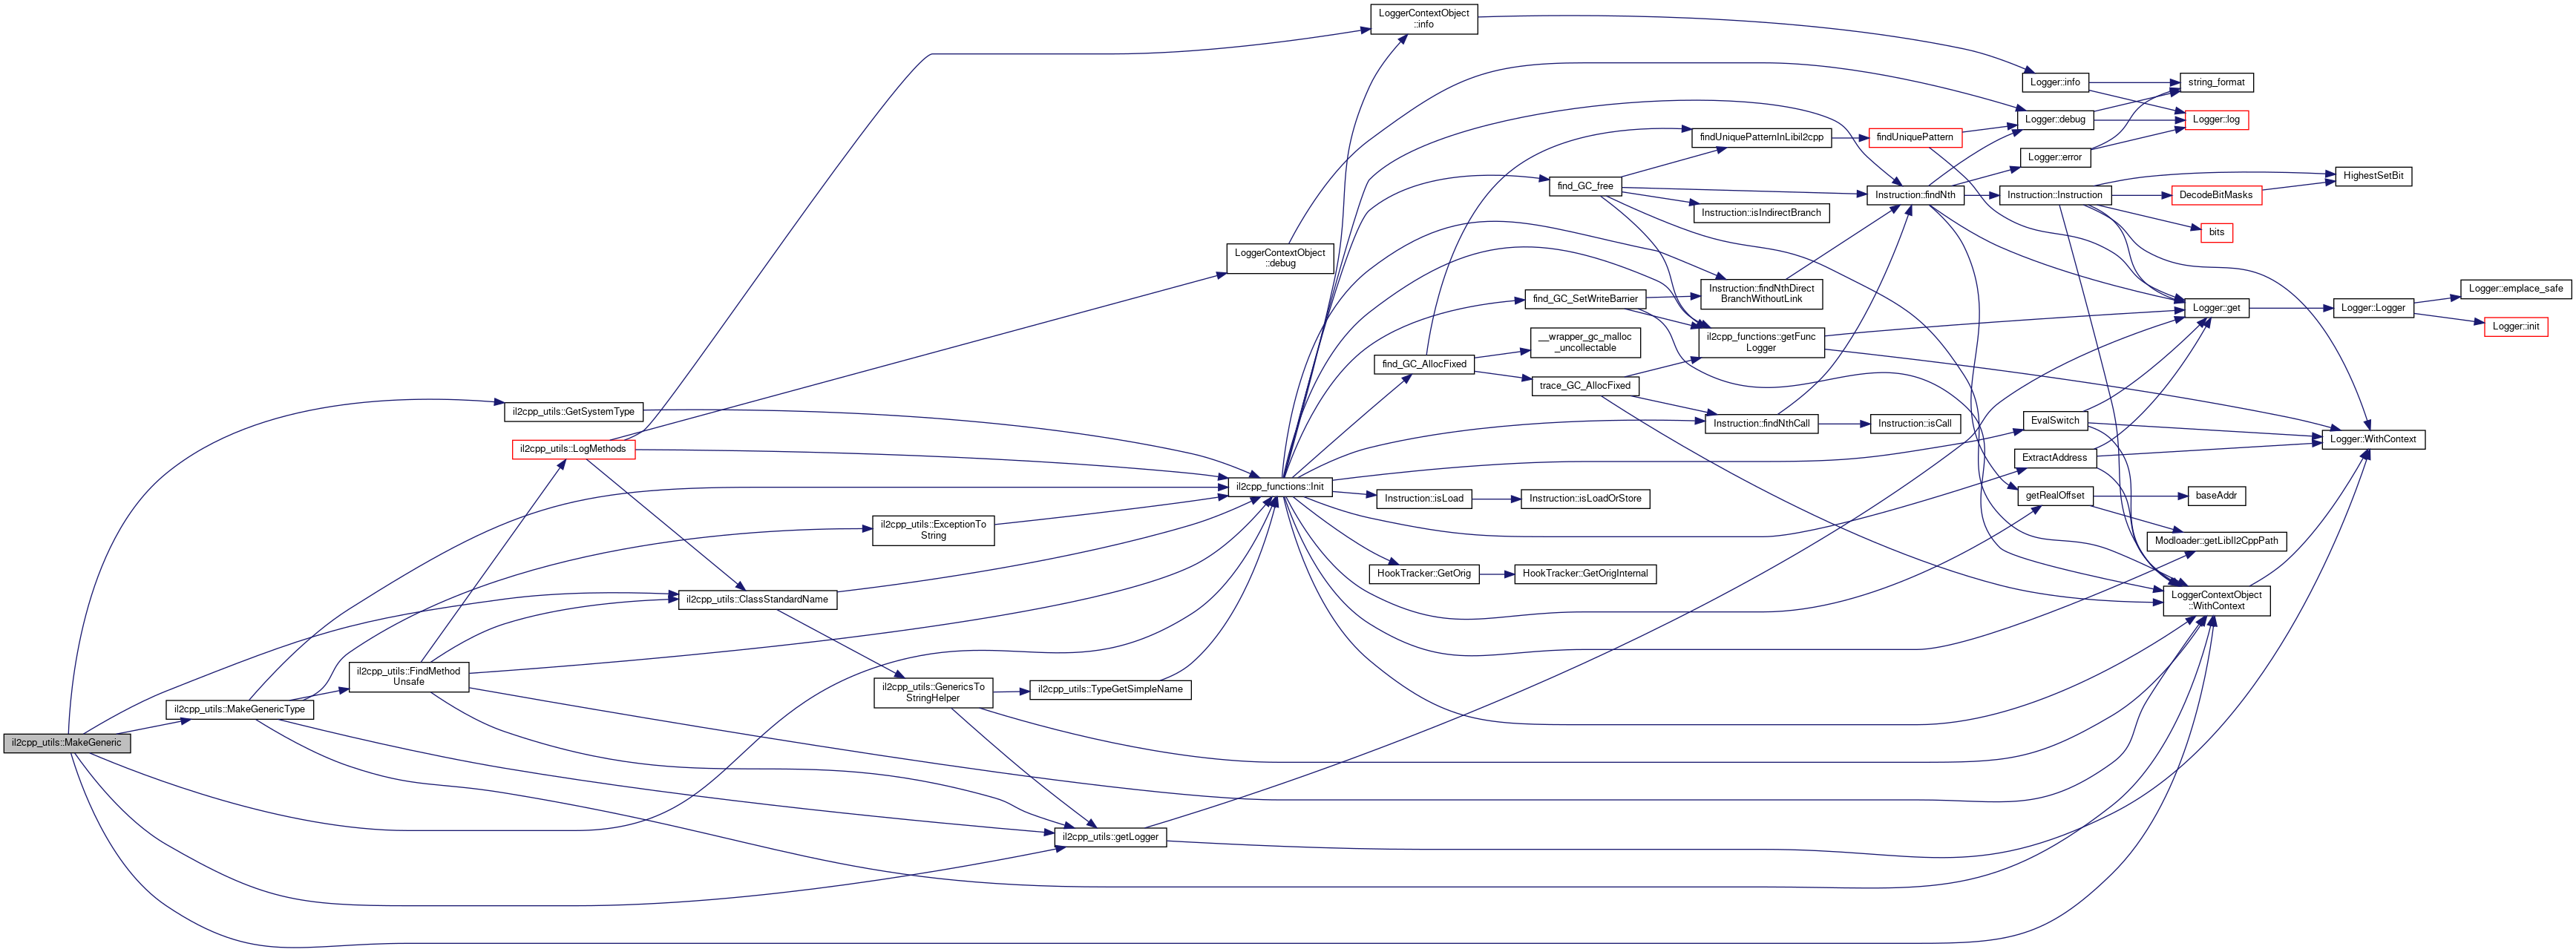 il2cpp_utils::MakeGeneric
il2cpp_utils::MakeGenericType
il2cpp_utils::FindMethod
Unsafe
il2cpp_utils::GetSystemType
il2cpp_utils::LogMethods
il2cpp_utils::ClassStandardName
il2cpp_utils::ExceptionTo
String
il2cpp_utils::GenericsTo
StringHelper
il2cpp_utils::TypeGetSimpleName
il2cpp_utils::getLogger
LoggerContextObject
::debug
il2cpp_functions::Init
LoggerContextObject
::info
find_GC_AllocFixed
Instruction::isLoad
HookTracker::GetOrig
find_GC_free
find_GC_SetWriteBarrier
__wrapper_gc_malloc
_uncollectable
trace_GC_AllocFixed
Instruction::isLoadOrStore
HookTracker::GetOrigInternal
findUniquePatternInLibil2cpp
Instruction::isIndirectBranch
Instruction::findNthDirect
BranchWithoutLink
il2cpp_functions::getFunc
Logger
Instruction::findNthCall
findUniquePattern
Instruction::findNth
Instruction::isCall
Logger::info
Logger::debug
Logger::error
Instruction::Instruction
EvalSwitch
ExtractAddress
getRealOffset
string_format
Logger::log
DecodeBitMasks
bits
Logger::get
baseAddr
Modloader::getLibIl2CppPath
LoggerContextObject
::WithContext
HighestSetBit
Logger::Logger
Logger::WithContext
Logger::emplace_safe
Logger::init